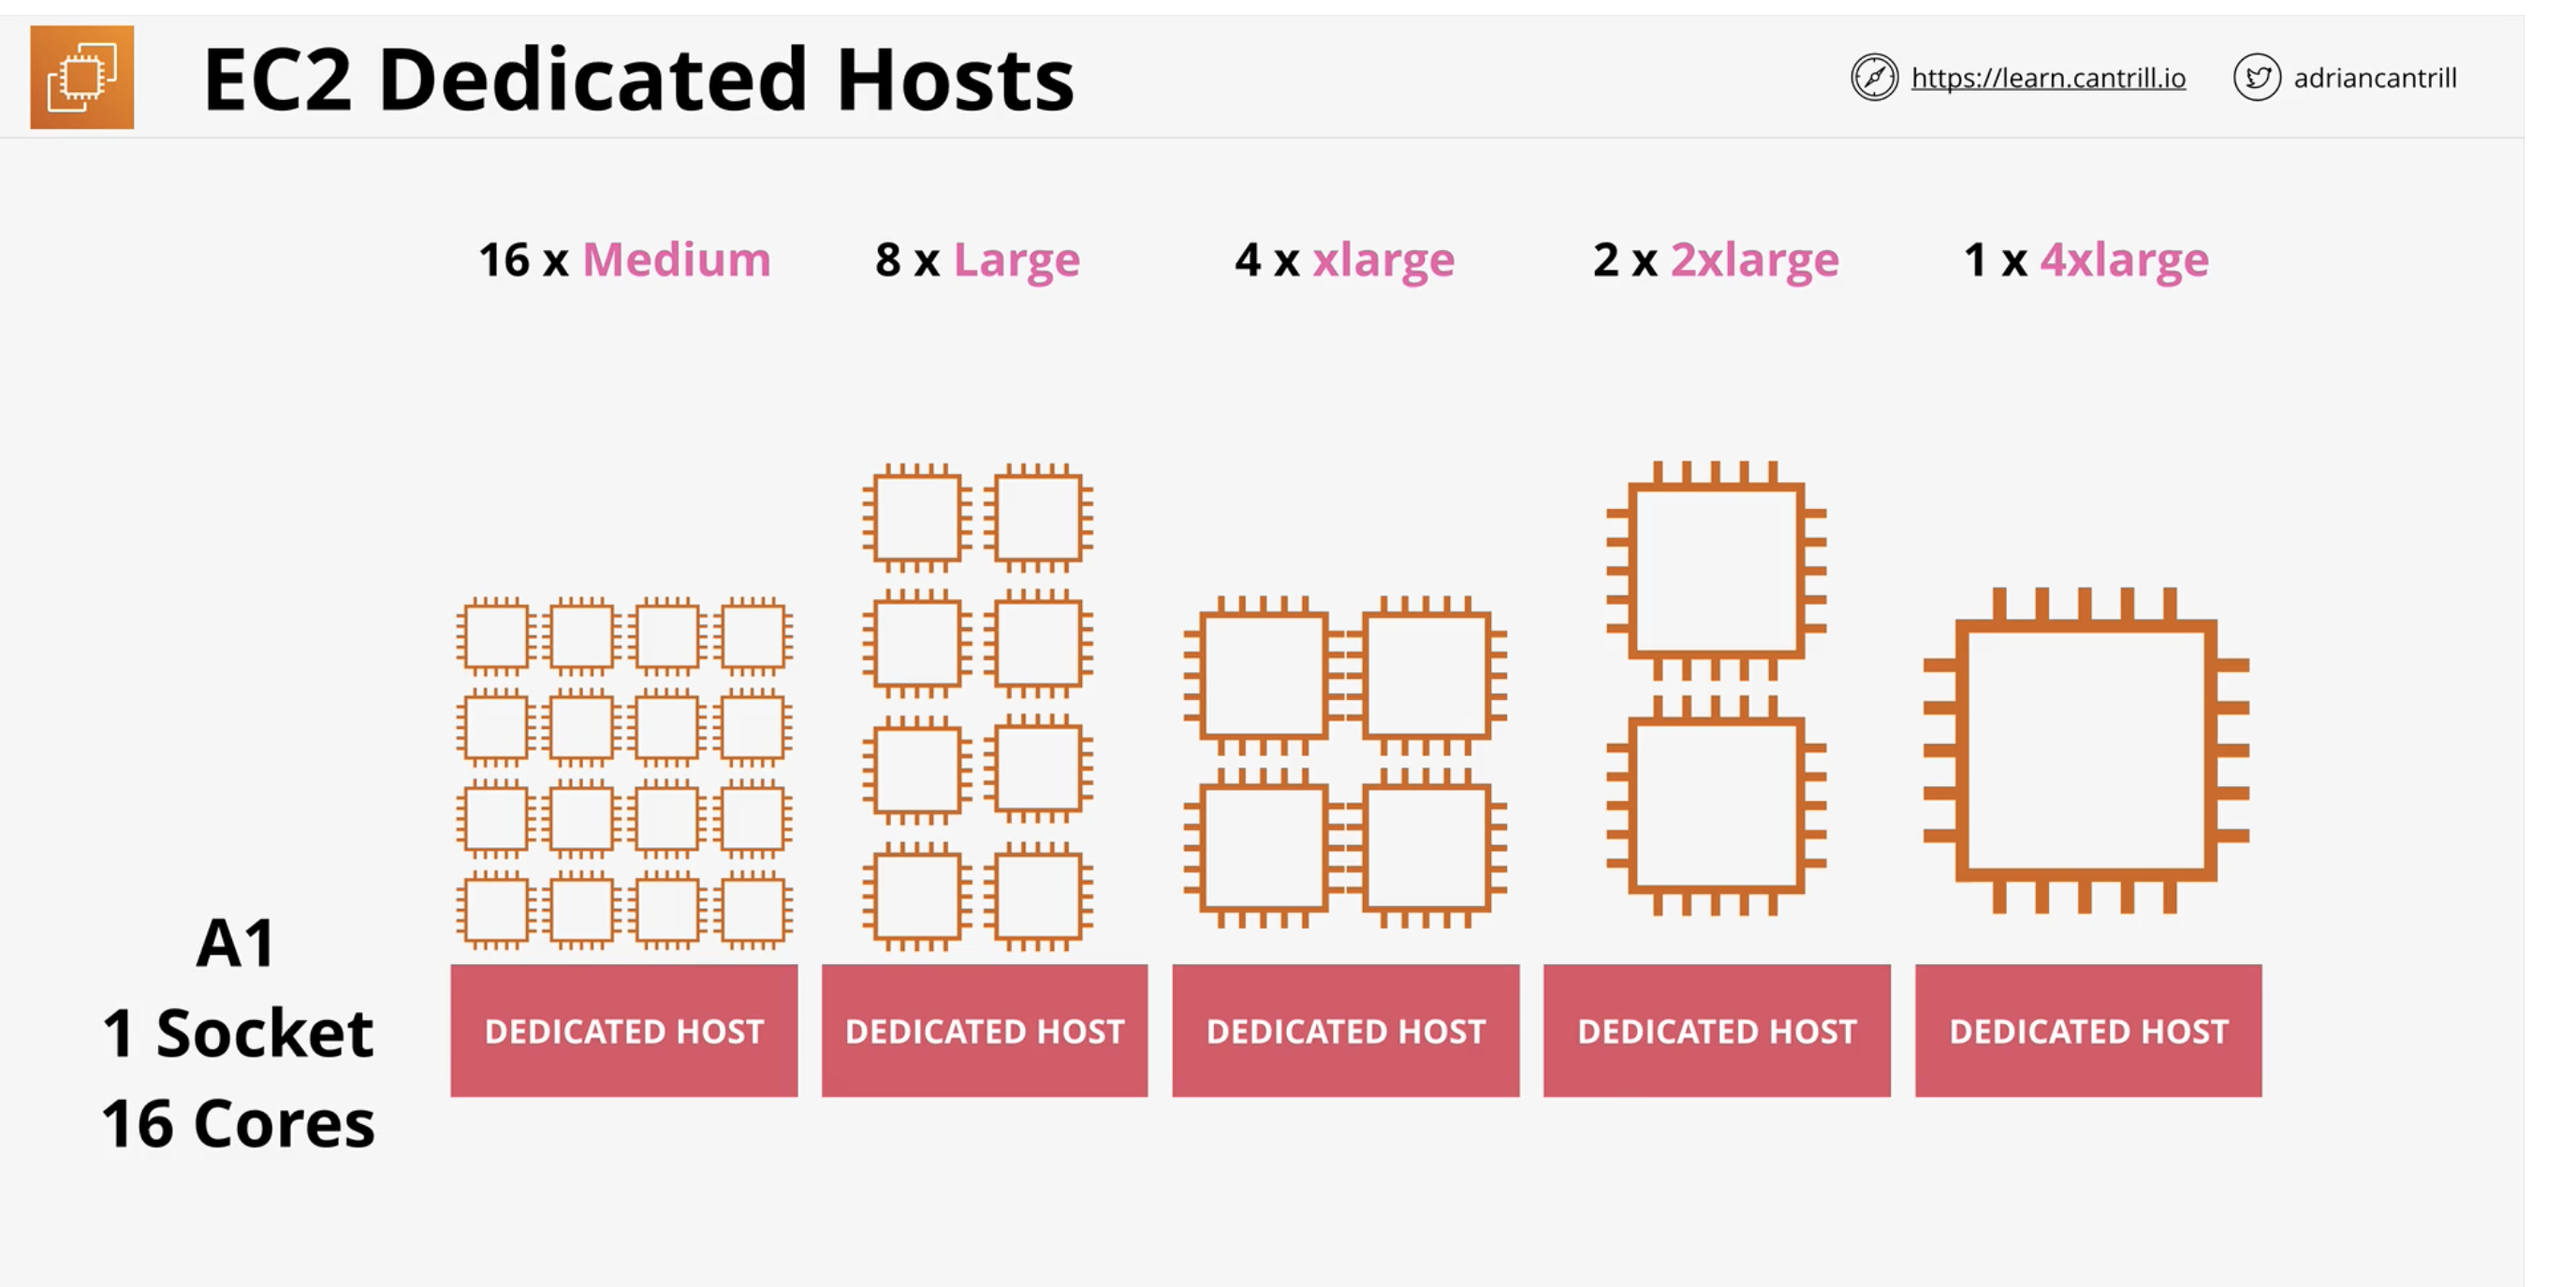 EC2 Dedicated Hosts
https://learn.cantrill.io
adriancantrill
16 x Medium
8 x Large
4 x xlarge
2 x 2xlarge
1 x 4xlarge
A1
1 Socket
16 Cores
DEDICATED HOST
DEDICATED HOST
DEDICATED HOST
DEDICATED HOST
DEDICATED HOST